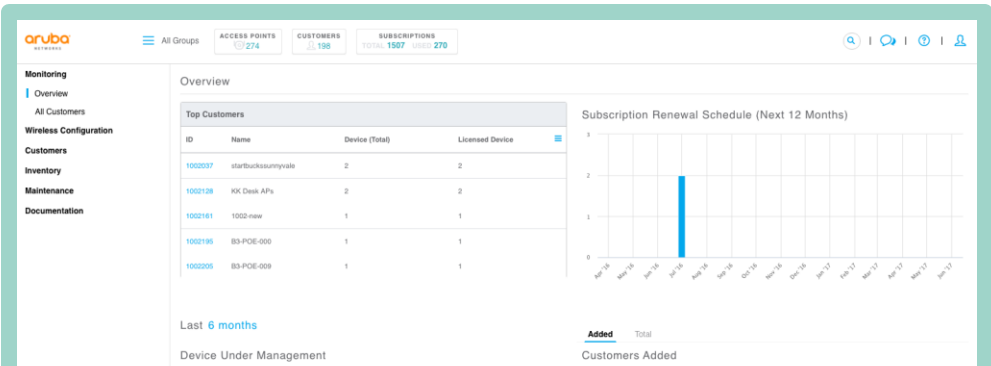 aruba
NETWORKS
All Groups
ACCESS POINTS
274
CUSTOMERS
198
SUBSCRIPTIONS
TOTAL 1507 USED 270
Monitoring
Overview
All Customers
Wireless Configuration
Customers
Inventory
Maintenance
Documentation
Overview
Top Customers
ID Name Device (Total) Licensed Device
1002037 startbuckssunnyvale 2 2
1002128 KK Desk APs 2 2
1002161 1002-new 1 1
1002195 B3-POE-000 1 1
1002205 B3-POE-009 1 1
Subscription Renewal Schedule (Next 12 Months)
3
2
1
0
Apr '16 May '16 Jun '16 Jul '16 Aug '16 Sep '16 Oct '16 Nov '16 Dec '16 Jan '17 Feb '17 Mar '17 Apr '17 May '17 Jun '17
Last 6 months
Device Under Management
Added Total
Customers Added